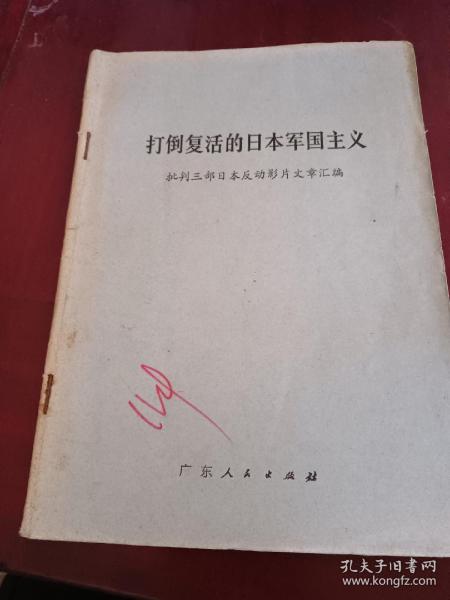 打倒复活的日本军国主义
批判三部日本反动影片文章汇编
广东人民出版社
孔夫子旧书网
www.kongfz.com